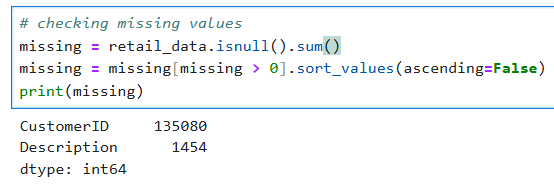 # checking missing values
missing = retail_data.isnull().sum()
missing = missing[missing > 0].sort_values(ascending=False)
print(missing)
CustomerID     135080
Description      1454
dtype: int64